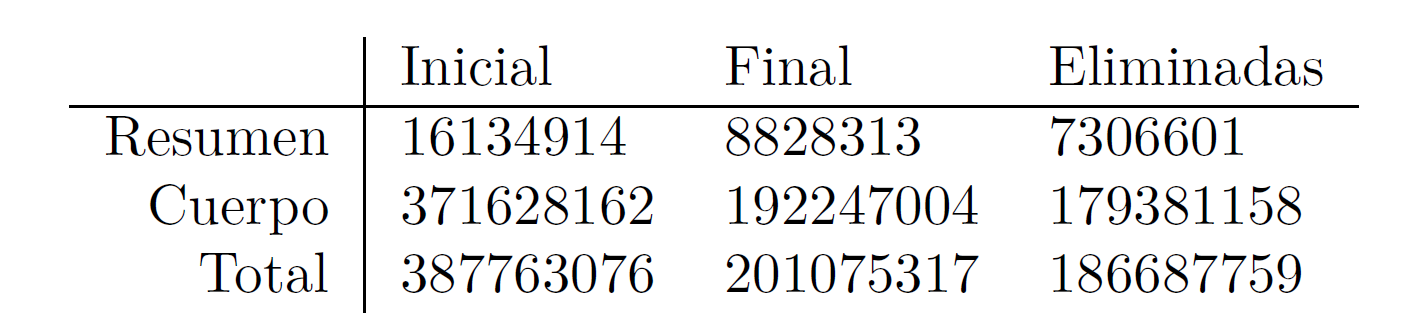 Inicial Final Eliminadas
Resumen 16134914 8828313 7306601
Cuerpo 371628162 192247004 179381158
Total 387763076 201075317 186687759